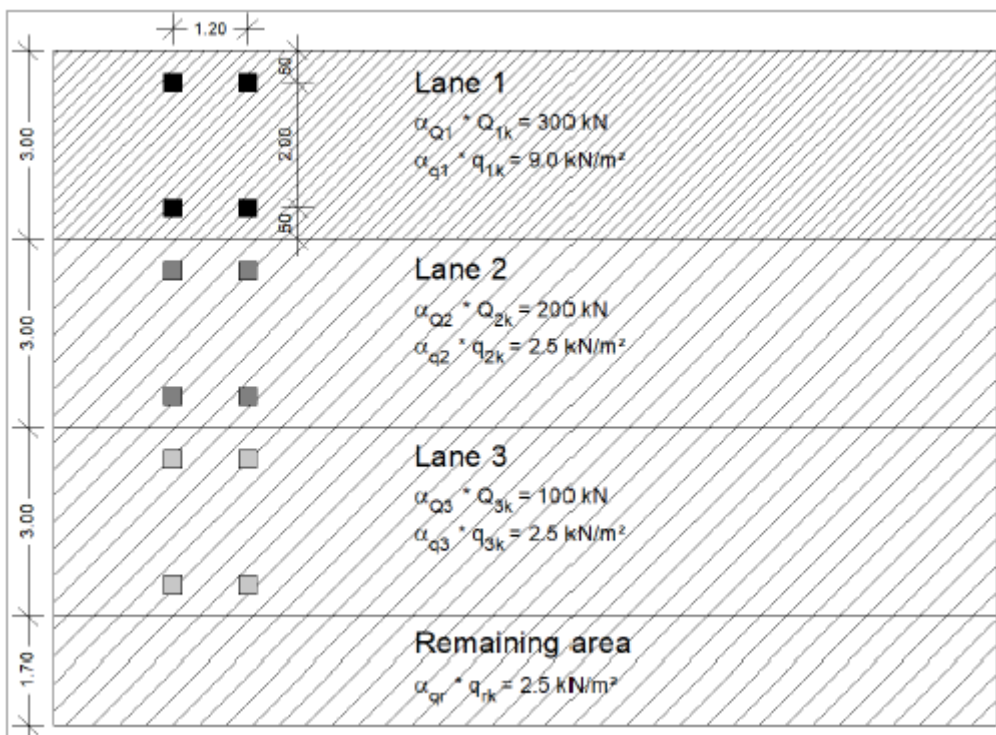 1.20
.50
2.00
.50
3.00
Lane 1
αQ1 * Q1k = 300 kN
αq1 * q1k = 9.0 kN/m²
3.00
Lane 2
αQ2 * Q2k = 200 kN
αq2 * q2k = 2.5 kN/m²
3.00
Lane 3
αQ3 * Q3k = 100 kN
αq3 * q3k = 2.5 kN/m²
1.70
Remaining area
αqr * qrk = 2.5 kN/m²